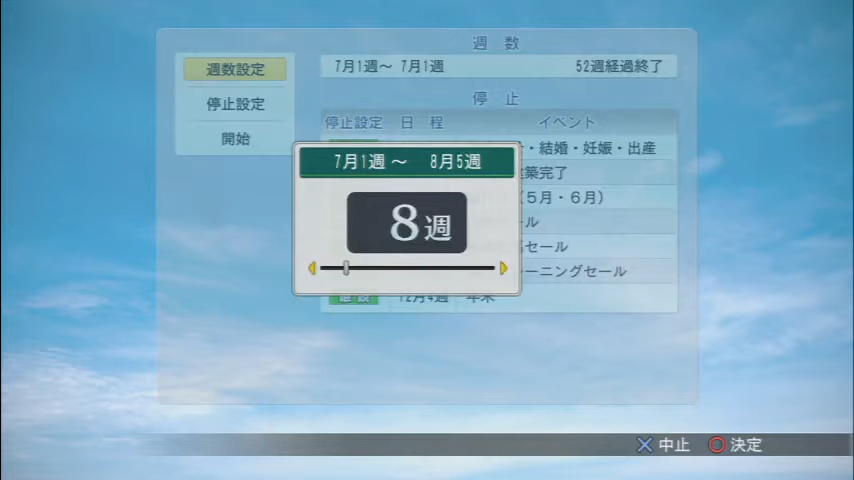 週 数
週数設定
7月1週～ 7月1週 52週経過終了
停止設定
停 止
停止設定 日 程 イベント
開始
・結婚・妊娠・出産
7月1週 ～ 8月5週
築完了
(5月・6月)
8週
ル
セール
ーニングセール
12月4週 年末
中止 決定